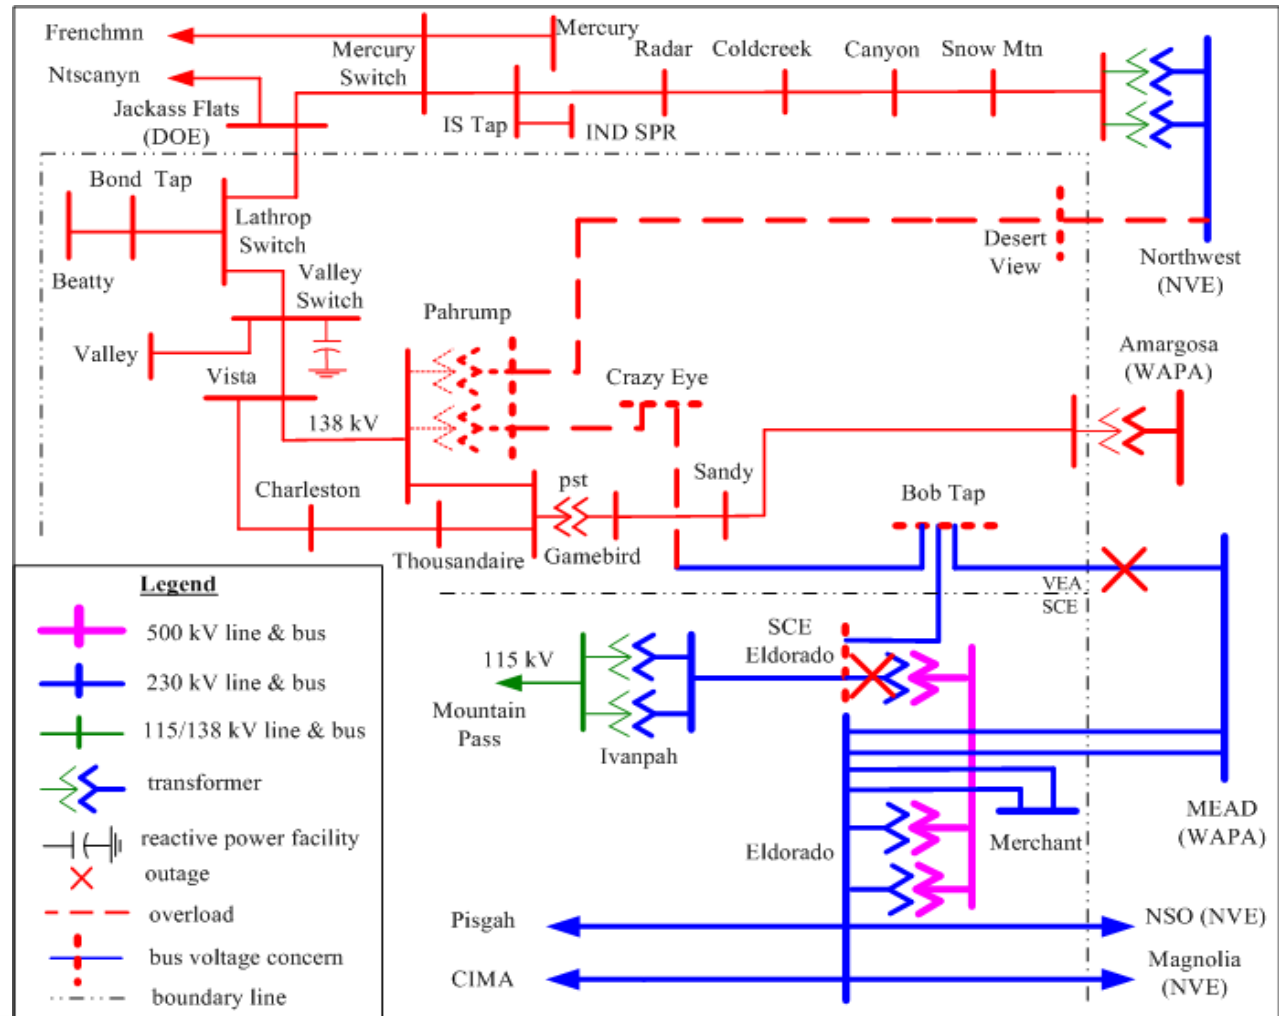 Frenchmn
Mercury
Mercury
Switch
Radar
Coldcreek
Canyon
Snow Mtn
Ntscanyn
Jackass Flats
(DOE)
IS Tap
IND SPR
Bond Tap
Lathrop
Switch
Beatty
Valley
Switch
Desert
View
Northwest
(NVE)
Pahrump
Valley
Vista
Crazy Eye
Amargosa
(WAPA)
138 kV
Charleston
pst
Sandy
Bob Tap
Thousandaire
Gamebird
VEA
SCE
Legend
500 kV line & bus
230 kV line & bus
115/138 kV line & bus
transformer
reactive power facility
outage
overload
bus voltage concern
boundary line
SCE
Eldorado
115 kV
Mountain
Pass
Ivanpah
MEAD
(WAPA)
Merchant
Eldorado
Pisgah
NSO (NVE)
CIMA
Magnolia
(NVE)